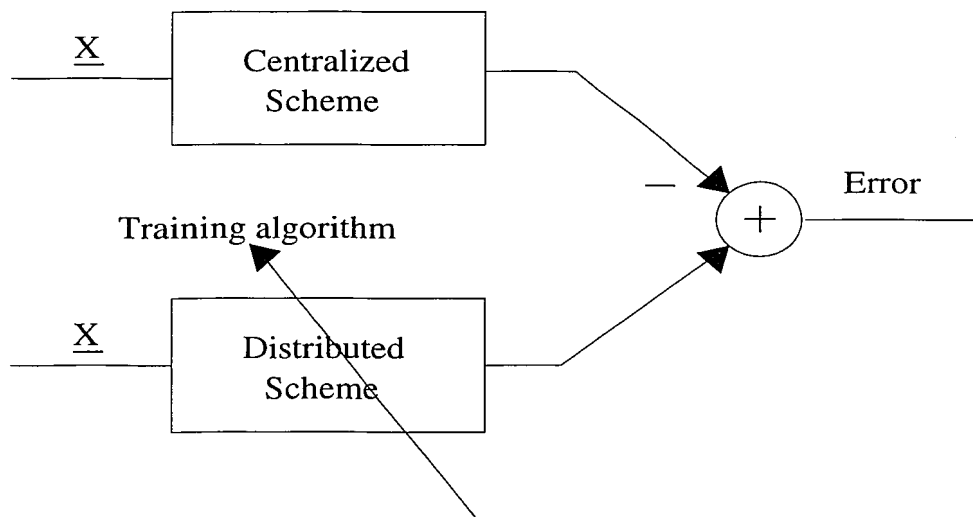 X
Centralized
Scheme
−
+
Error
Training algorithm
X
Distributed
Scheme